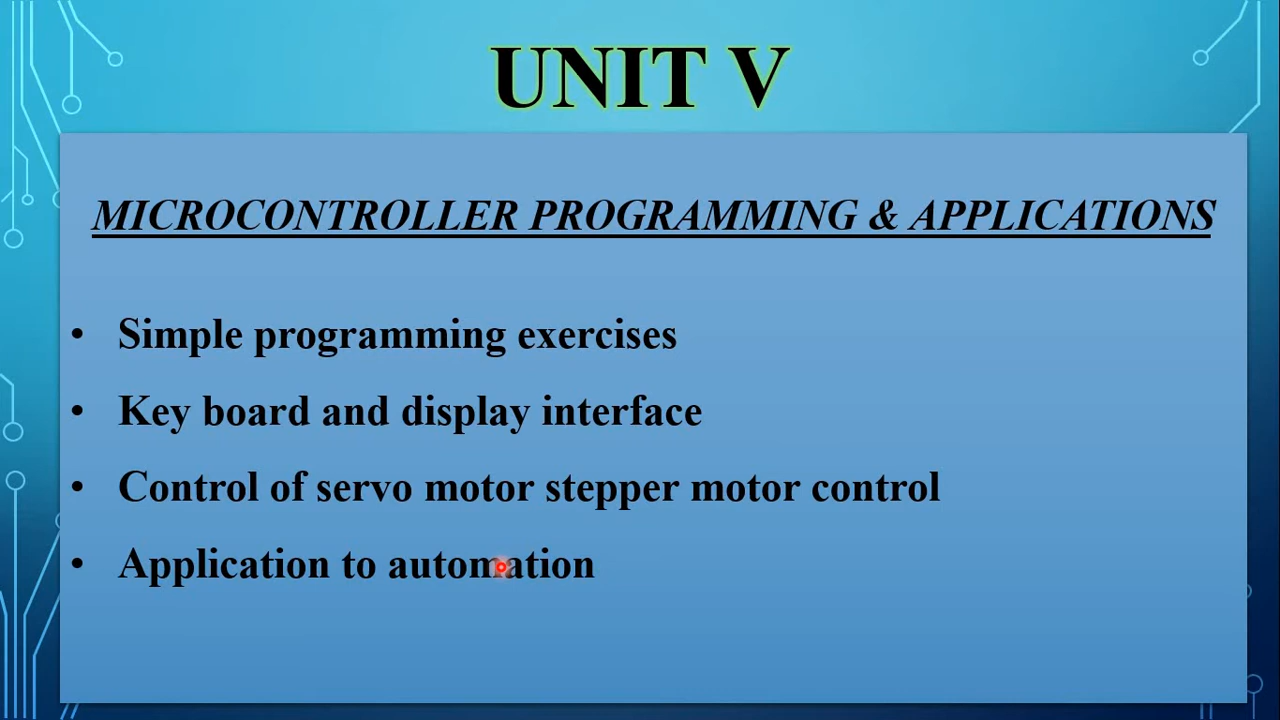 UNIT V
MICROCONTROLLER PROGRAMMING & APPLICATIONS
• Simple programming exercises
• Key board and display interface
• Control of servo motor stepper motor control
• Application to automation